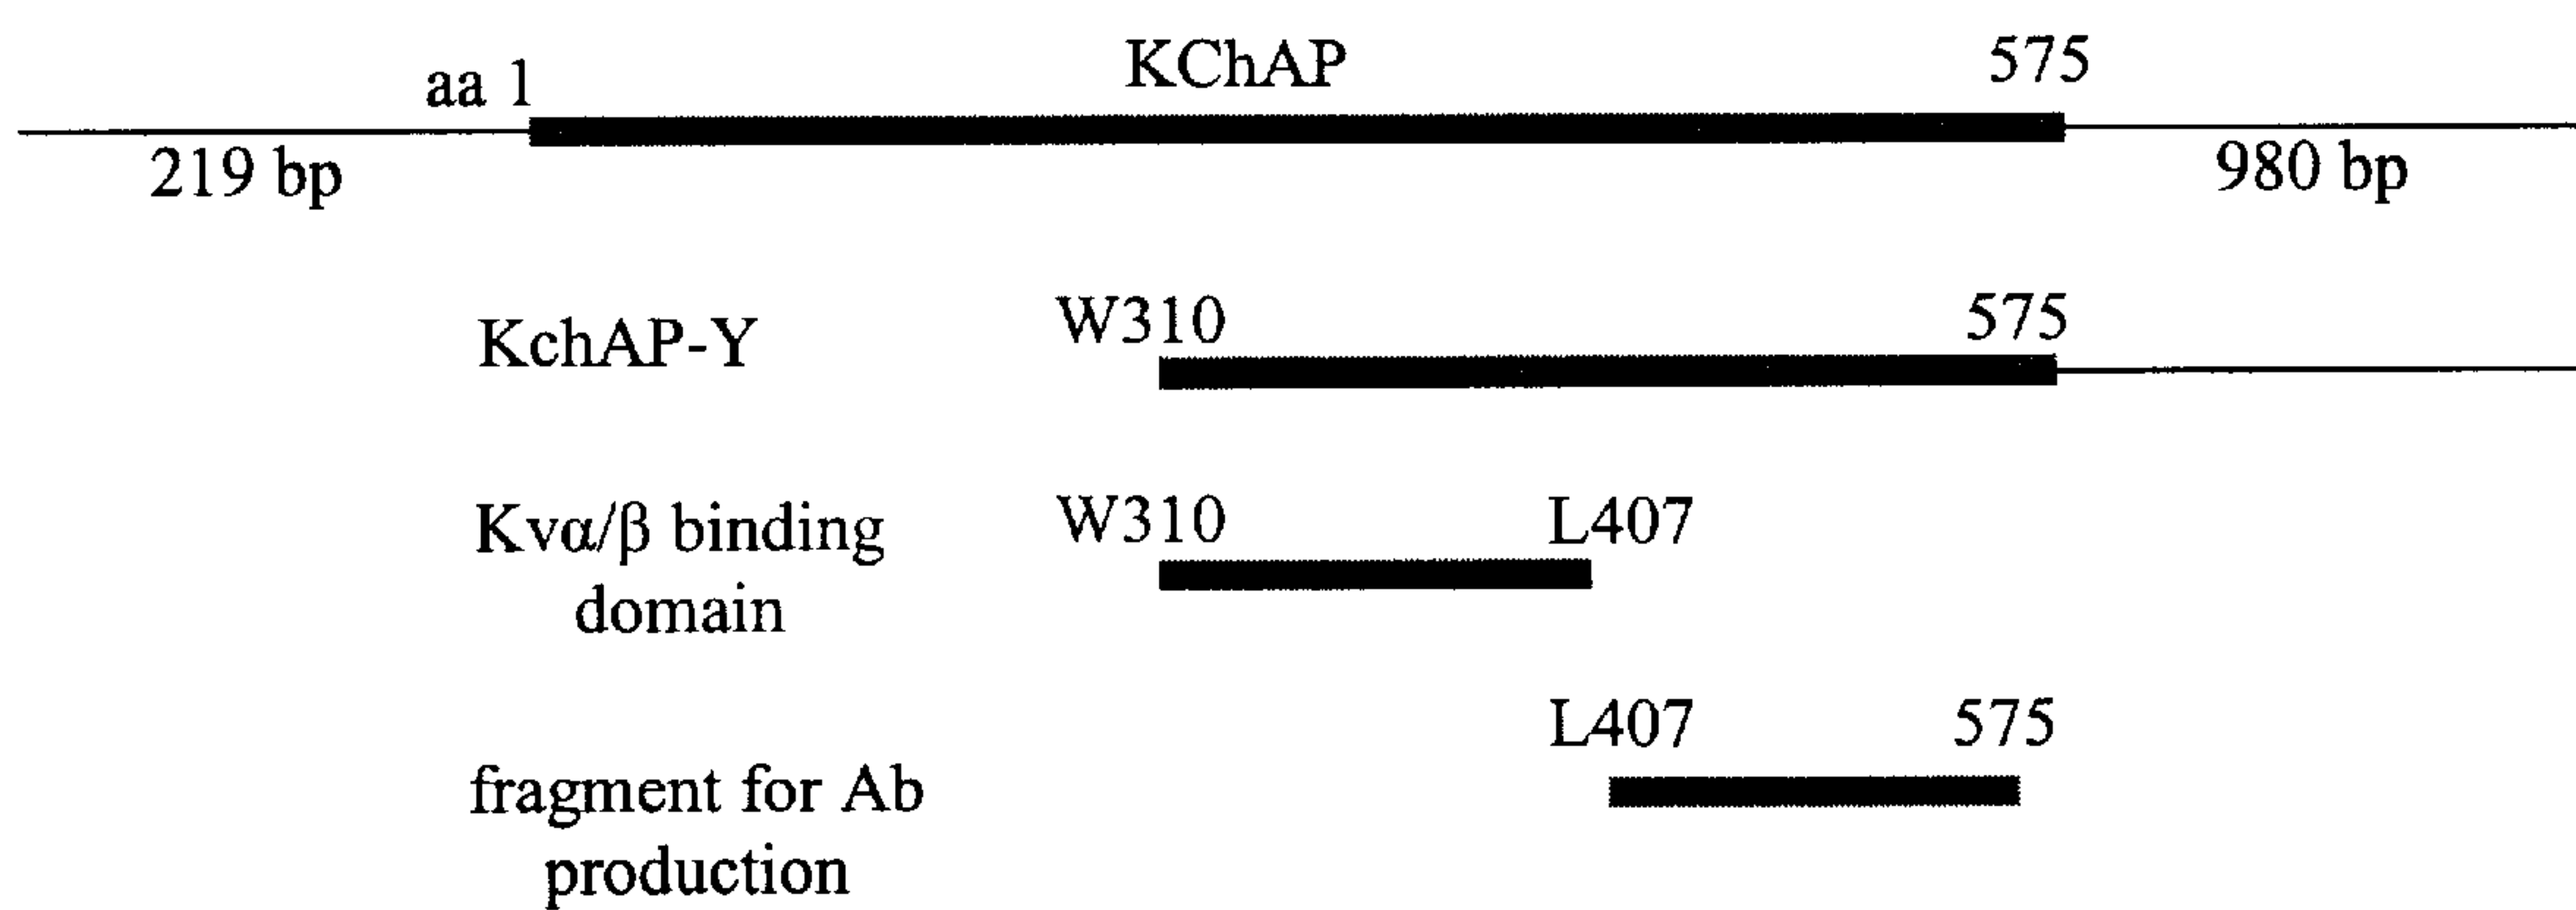 aa 1 KChAP 575
219 bp 980 bp
KchAP-Y W310 575
Kvα/β binding W310 L407
domain
L407 575
fragment for Ab
production